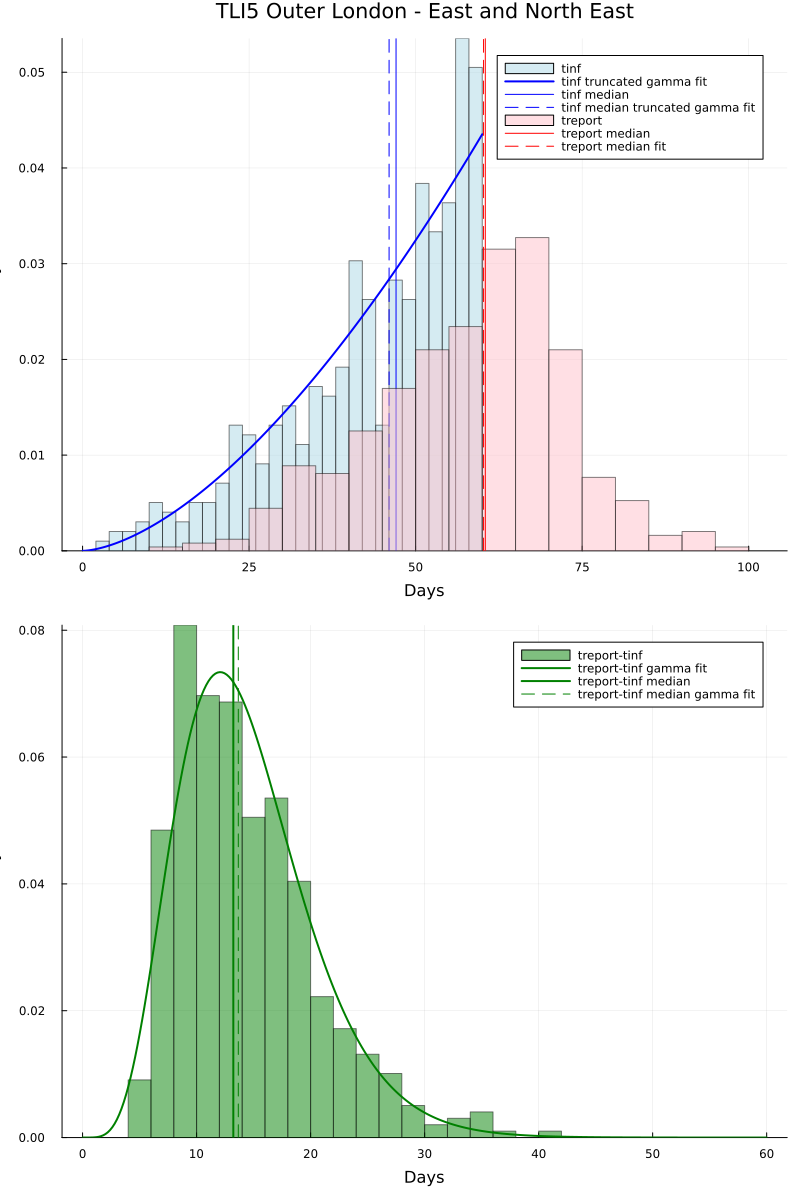 TLI5 Outer London - East and North East
0.05
0.04
0.03
0.02
0.01
0.00
tinf
tinf truncated gamma fit
tinf median
tinf median truncated gamma fit
treport
treport median
treport median fit
0 25 50 75 100
Days
0.08
0.06
0.04
0.02
0.00
treport-tinf
treport-tinf gamma fit
treport-tinf median
treport-tinf median gamma fit
0 10 20 30 40 50 60
Days